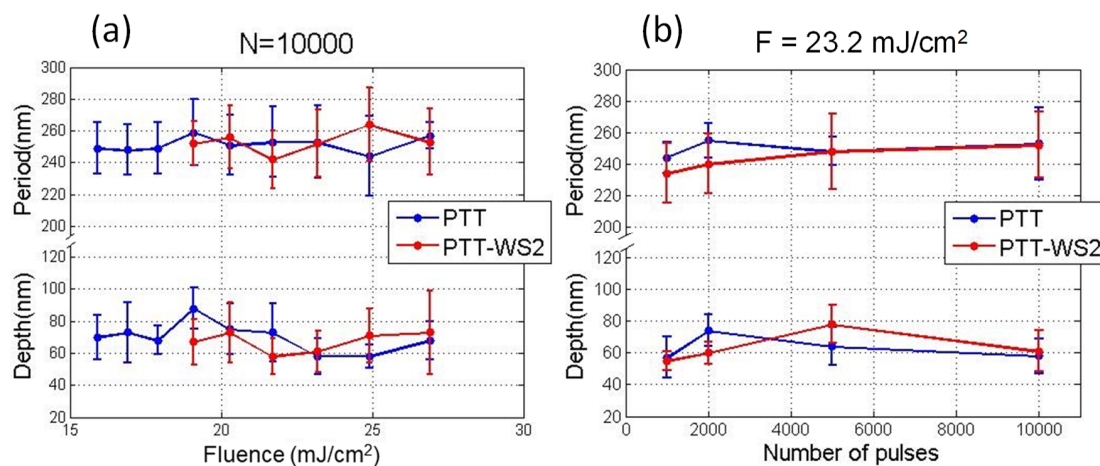 (a)
N=10000
300
280
260
240
220
200
Period(nm)
120
100
80
60
40
20
Depth(nm)
PTT
PTT-WS2
15
20
25
30
Fluence (mJ/cm²)
(b)
F = 23.2 mJ/cm²
300
280
260
240
220
200
Period(nm)
120
100
80
60
40
20
Depth(nm)
PTT
PTT-WS2
0
2000
4000
6000
8000
10000
Number of pulses